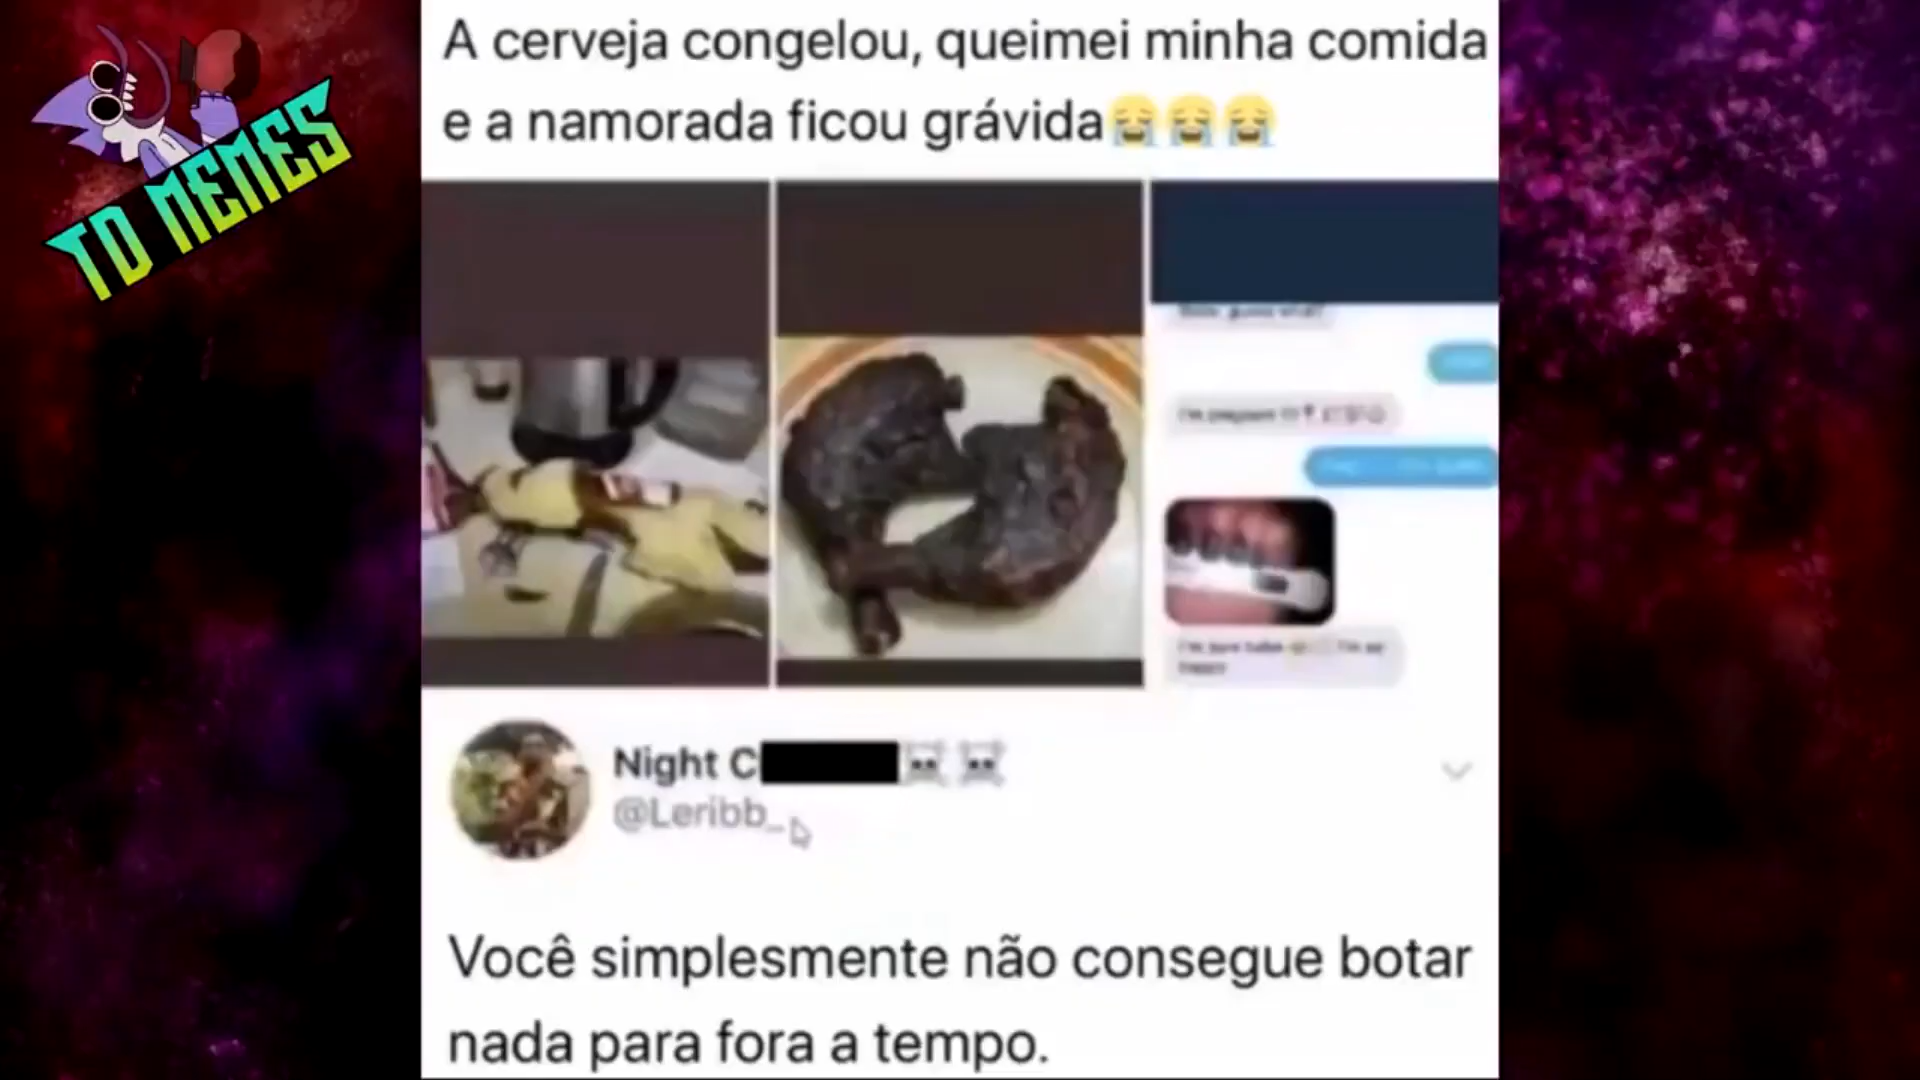 A cerveja congelou, queimei minha comida
e a namorada ficou grávida😭😭😭
TD MEMES
Night C
@Leribb_
Você simplesmente não consegue botar
nada para fora a tempo.